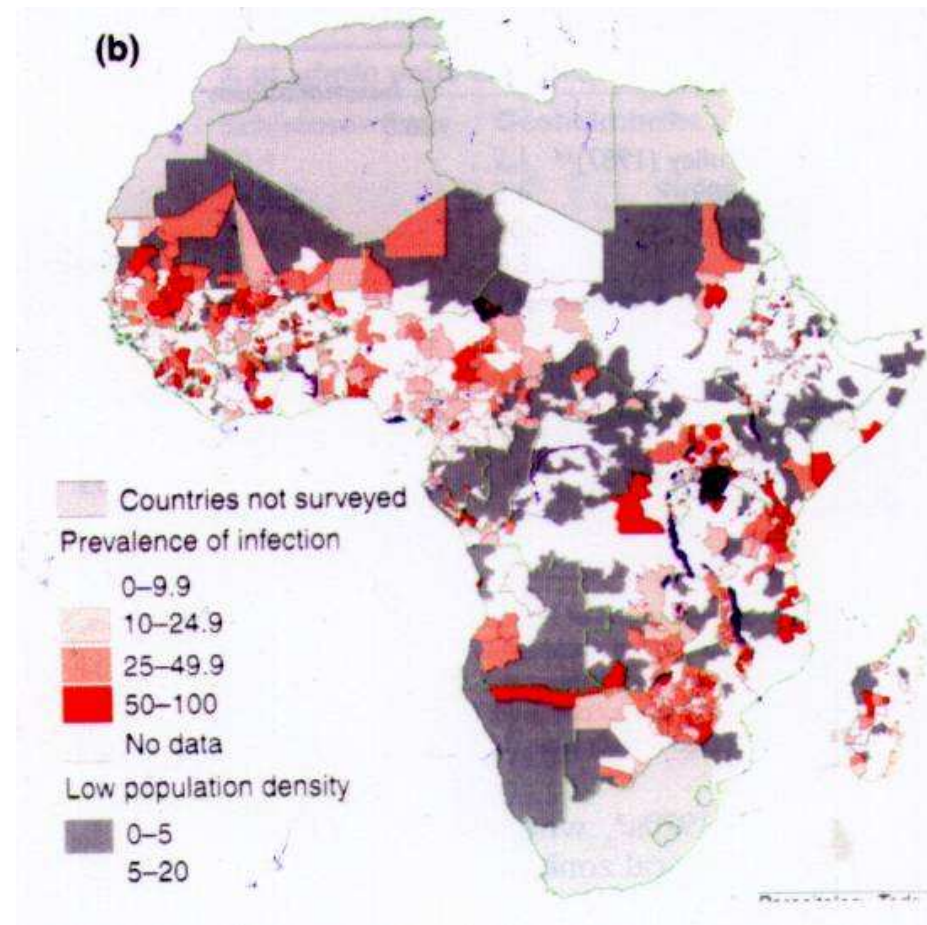 (b)
Countries not surveyed
Prevalence of infection
0–9.9
10–24.9
25–49.9
50–100
No data
Low population density
0–5
5–20